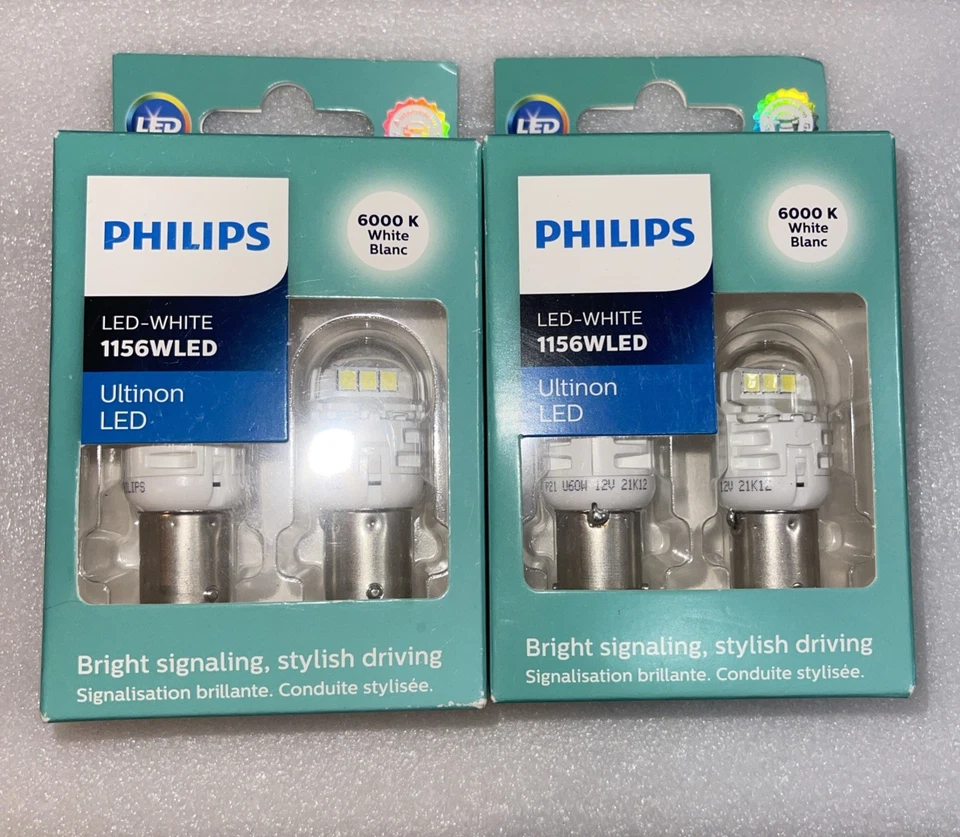 LED
PHILIPS
6000 K
White
Blanc
LED-WHITE
1156WLED
Ultinon
LED
LIPS
Bright signaling, stylish driving
Signalisation brillante. Conduite stylisée.
LED
PHILIPS
6000 K
White
Blanc
LED-WHITE
1156WLED
Ultinon
LED
P21 U60W 12V 21K12
12V 21K12
Bright signaling, stylish driving
Signalisation brillante. Conduite stylisée.